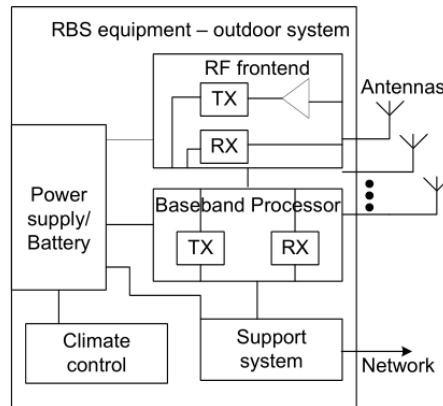 RBS equipment – outdoor system
RF frontend
TX
RX
Antennas
Power
supply/
Battery
Baseband Processor
TX
RX
Climate
control
Support
system
Network